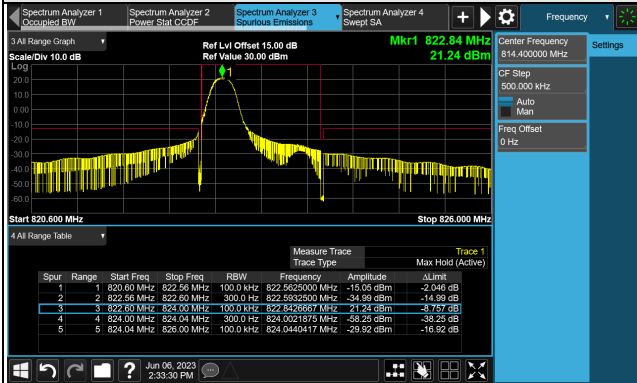 Spectrum Analyzer 1
Occupied BW
Spectrum Analyzer 2
Power Stat CCDF
Spectrum Analyzer 3
Spurious Emissions
Spectrum Analyzer 4
Swept SA
Frequency
3 All Range Graph
Scale/Div 10.0 dB
Ref Lvl Offset 15.00 dB
Ref Value 30.00 dBm
Mkr1 822.84 MHz
21.24 dBm
Log
20.0
10.0
0.00
-10.0
-20.0
-30.0
-40.0
-50.0
-60.0
1
Start 820.600 MHz
Stop 826.000 MHz
4 All Range Table
Measure Trace Trace 1
Trace Type Max Hold (Active)
Spur Range Start Freq Stop Freq RBW Frequency Amplitude ΔLimit
1 1 820.60 MHz 822.56 MHz 100.0 kHz 822.5625000 MHz -15.05 dBm -2.046 dB
2 2 822.56 MHz 822.60 MHz 300.0 Hz 822.5932500 MHz -34.99 dBm -14.99 dB
3 3 822.60 MHz 824.00 MHz 100.0 kHz 822.8426667 MHz 21.24 dBm -8.757 dB
4 4 824.00 MHz 824.04 MHz 300.0 Hz 824.0021875 MHz -58.25 dBm -38.25 dB
5 5 824.04 MHz 826.00 MHz 100.0 kHz 824.0440417 MHz -29.92 dBm -16.92 dB
Center Frequency
814.400000 MHz
Settings
CF Step
500.000 kHz
Auto
Man
Freq Offset
0 Hz
?
Jun 06, 2023
2:33:30 PM